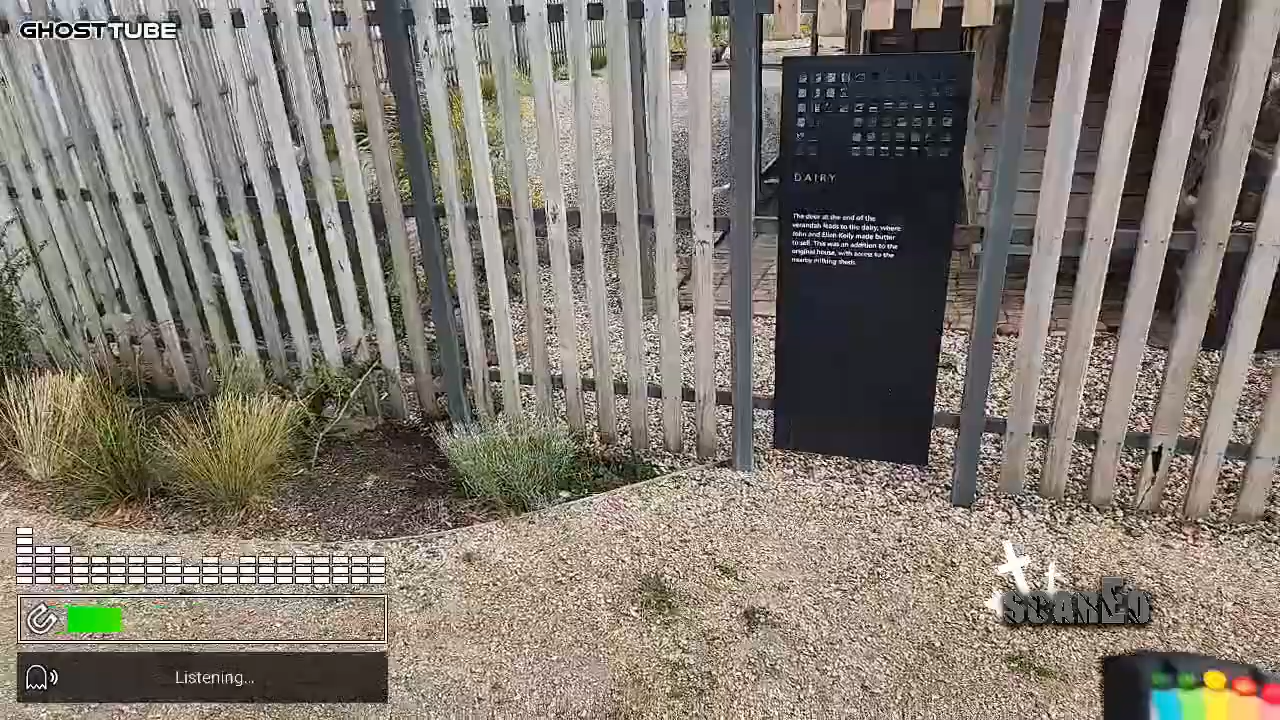 GHOSTTUBE
DAIRY
The door at the end of the
verandah leads to the dairy, where
John and Ellen Kelly made butter
to sell. This was an addition to the
original house, with access to the
nearby milking sheds.
SCARED
Listening...